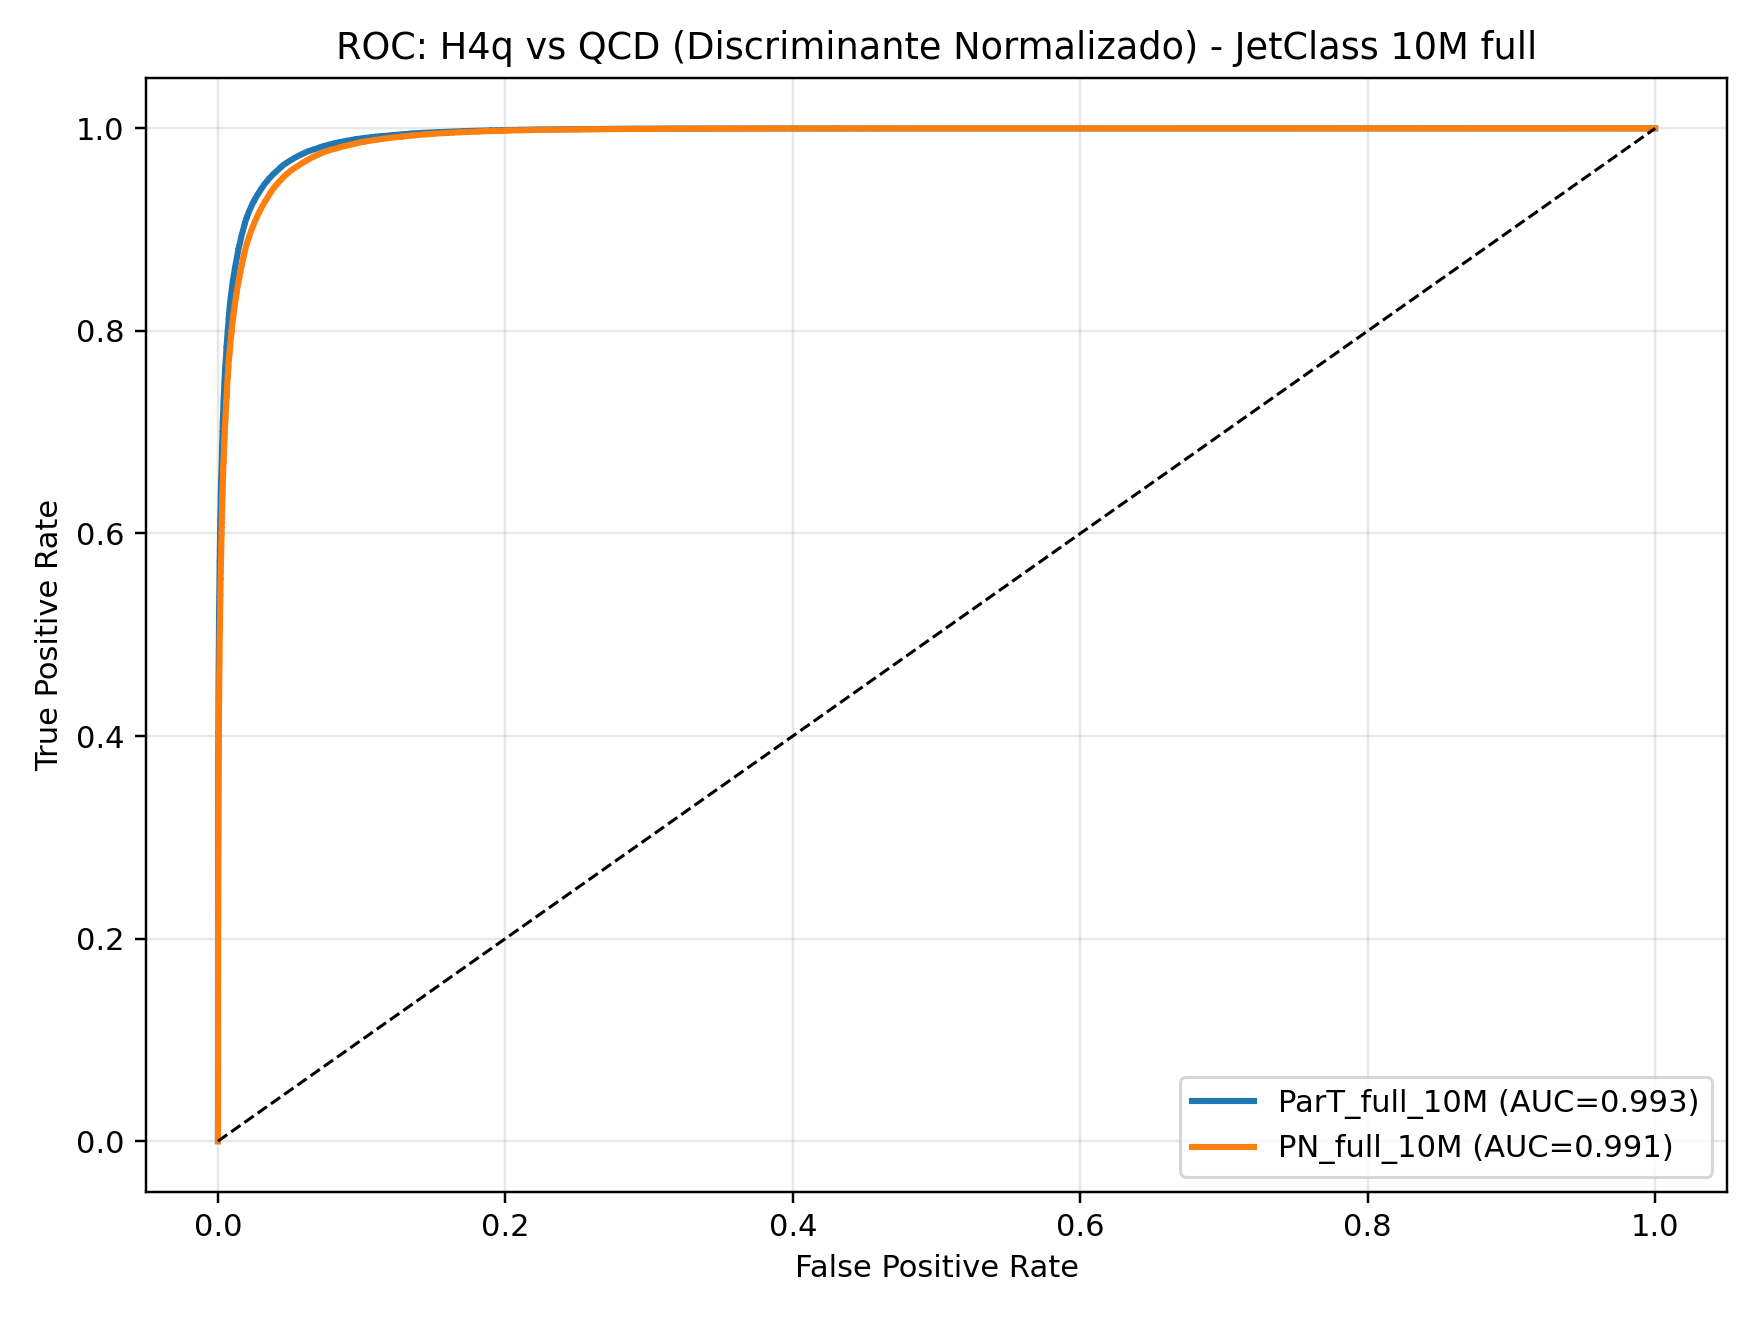 ROC: H4q vs QCD (Discriminante Normalizado) - JetClass 10M full
1.0
0.8
0.6
0.4
0.2
0.0
True Positive Rate
0.0 0.2 0.4 0.6 0.8 1.0
False Positive Rate
ParT_full_10M (AUC=0.993)
PN_full_10M (AUC=0.991)